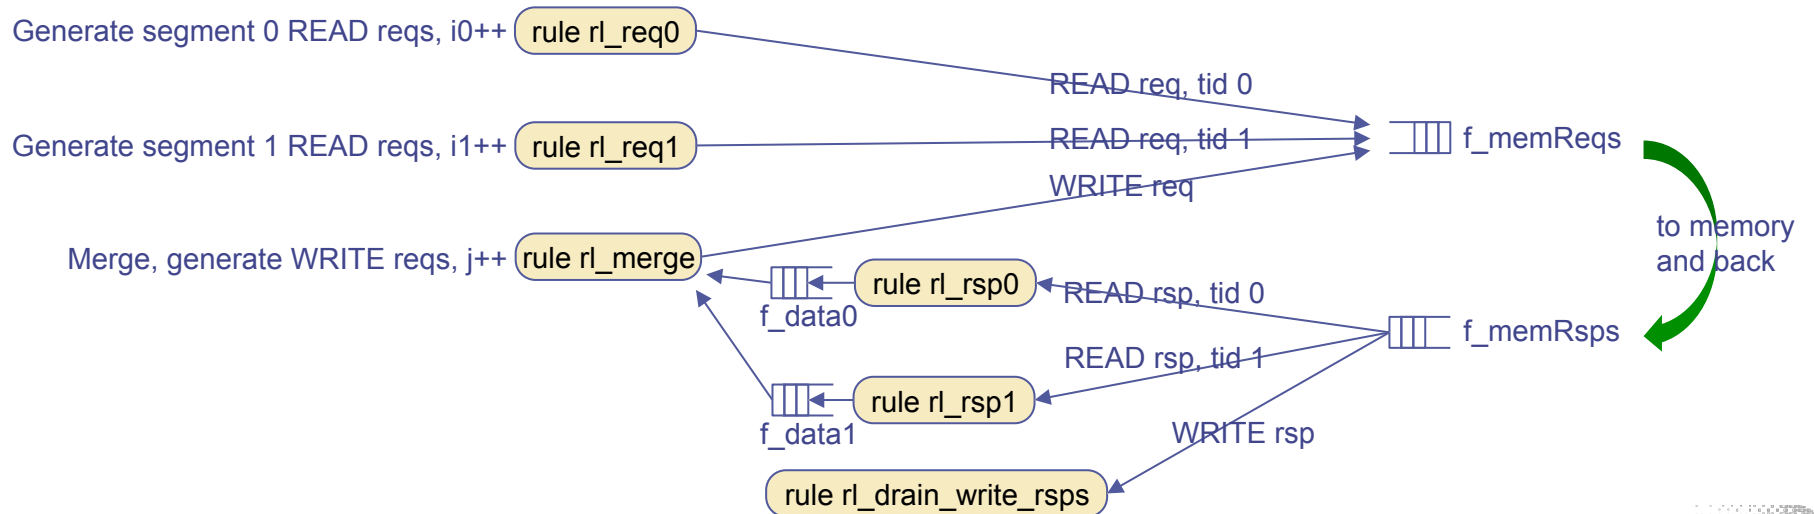 Generate segment 0 READ reqs, i0++
rule rl_req0
READ req, tid 0
Generate segment 1 READ reqs, i1++
rule rl_req1
READ req, tid 1
f_memReqs
WRITE req
Merge, generate WRITE reqs, j++
rule rl_merge
to memory
and back
rule rl_rsp0
READ rsp, tid 0
f_data0
f_memRsps
READ rsp, tid 1
rule rl_rsp1
f_data1
WRITE rsp
rule rl_drain_write_rsps